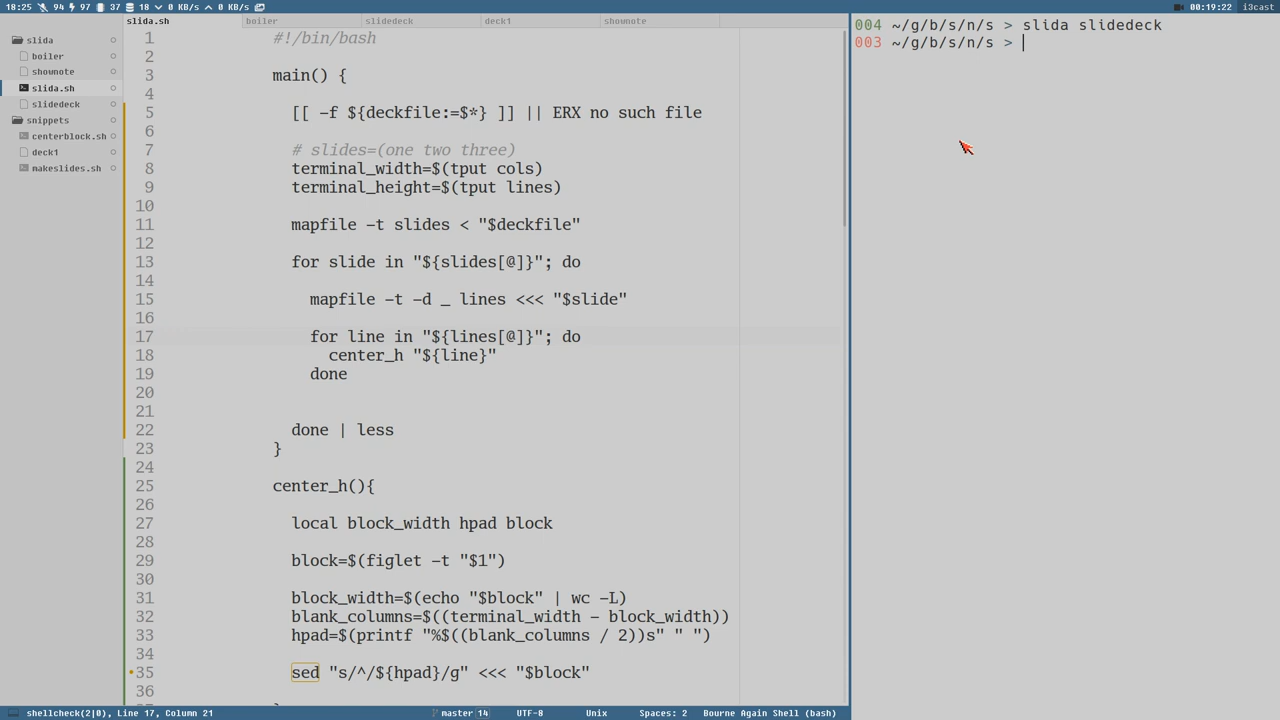 18:25 94 97 37 18 0 KB/s 0 KB/s 00:19:22 i3cast
slida.sh boiler slidedeck deck1 shownote
slida
boiler
shownote
slida.sh
slidedeck
snippets
centerblock.sh
deck1
makeslides.sh
1 #!/bin/bash
2
3 main() {
4
5 [[ -f ${deckfile:=$*} ]] || ERX no such file
6
7 # slides=(one two three)
8 terminal_width=$(tput cols)
9 terminal_height=$(tput lines)
10
11 mapfile -t slides < "$deckfile"
12
13 for slide in "${slides[@]}"; do
14
15 mapfile -t -d _ lines <<< "$slide"
16
17 for line in "${lines[@]}"; do
18 center_h "${line}"
19 done
20
21
22 done | less
23 }
24
25 center_h(){
26
27 local block_width hpad block
28
29 block=$(figlet -t "$1")
30
31 block_width=$(echo "$block" | wc -L)
32 blank_columns=$((terminal_width - block_width))
33 hpad=$(printf "%$((blank_columns / 2))s" " ")
34
35 sed "s/^/${hpad}/g" <<< "$block"
36
004 ~/g/b/s/n/s > slida slidedeck
003 ~/g/b/s/n/s >
shellcheck(2|0), Line 17, Column 21 master 14 UTF-8 Unix Spaces: 2 Bourne Again Shell (bash)